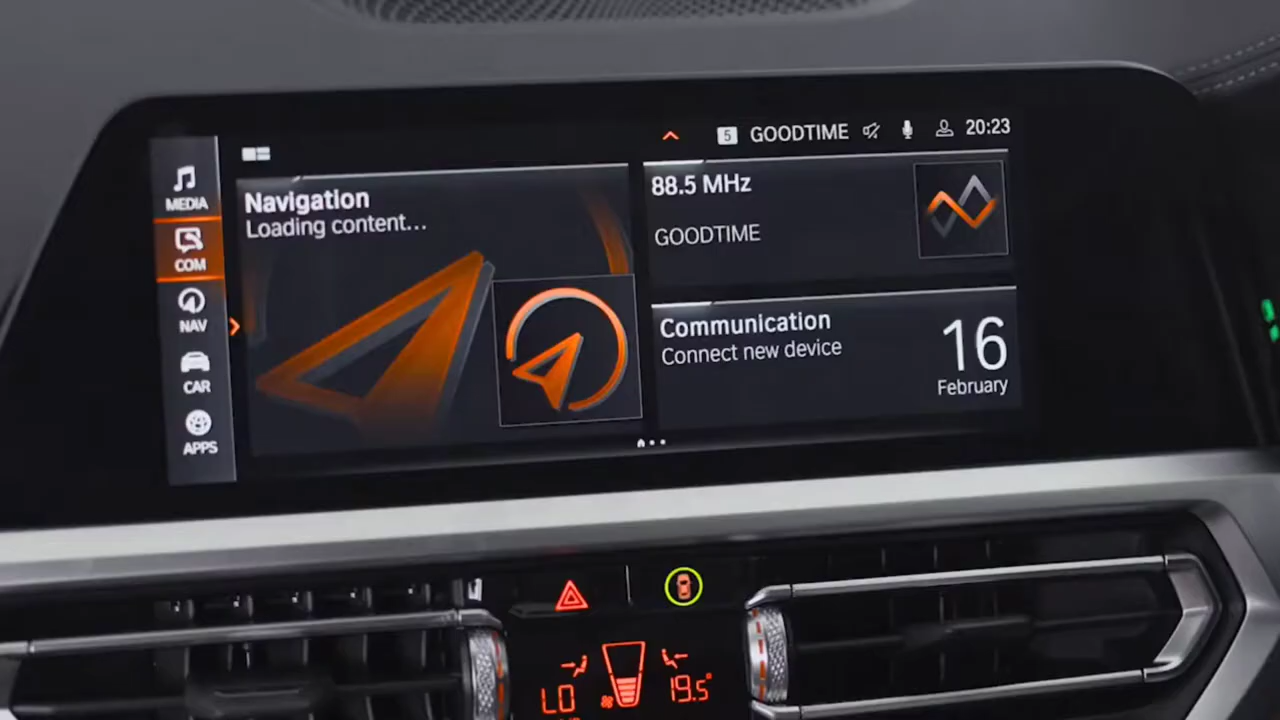 5 GOODTIME 20:23
MEDIA
COM
NAV
CAR
APPS
Navigation
Loading content...
88.5 MHz
GOODTIME
Communication
Connect new device
16
February
LO
19.5°